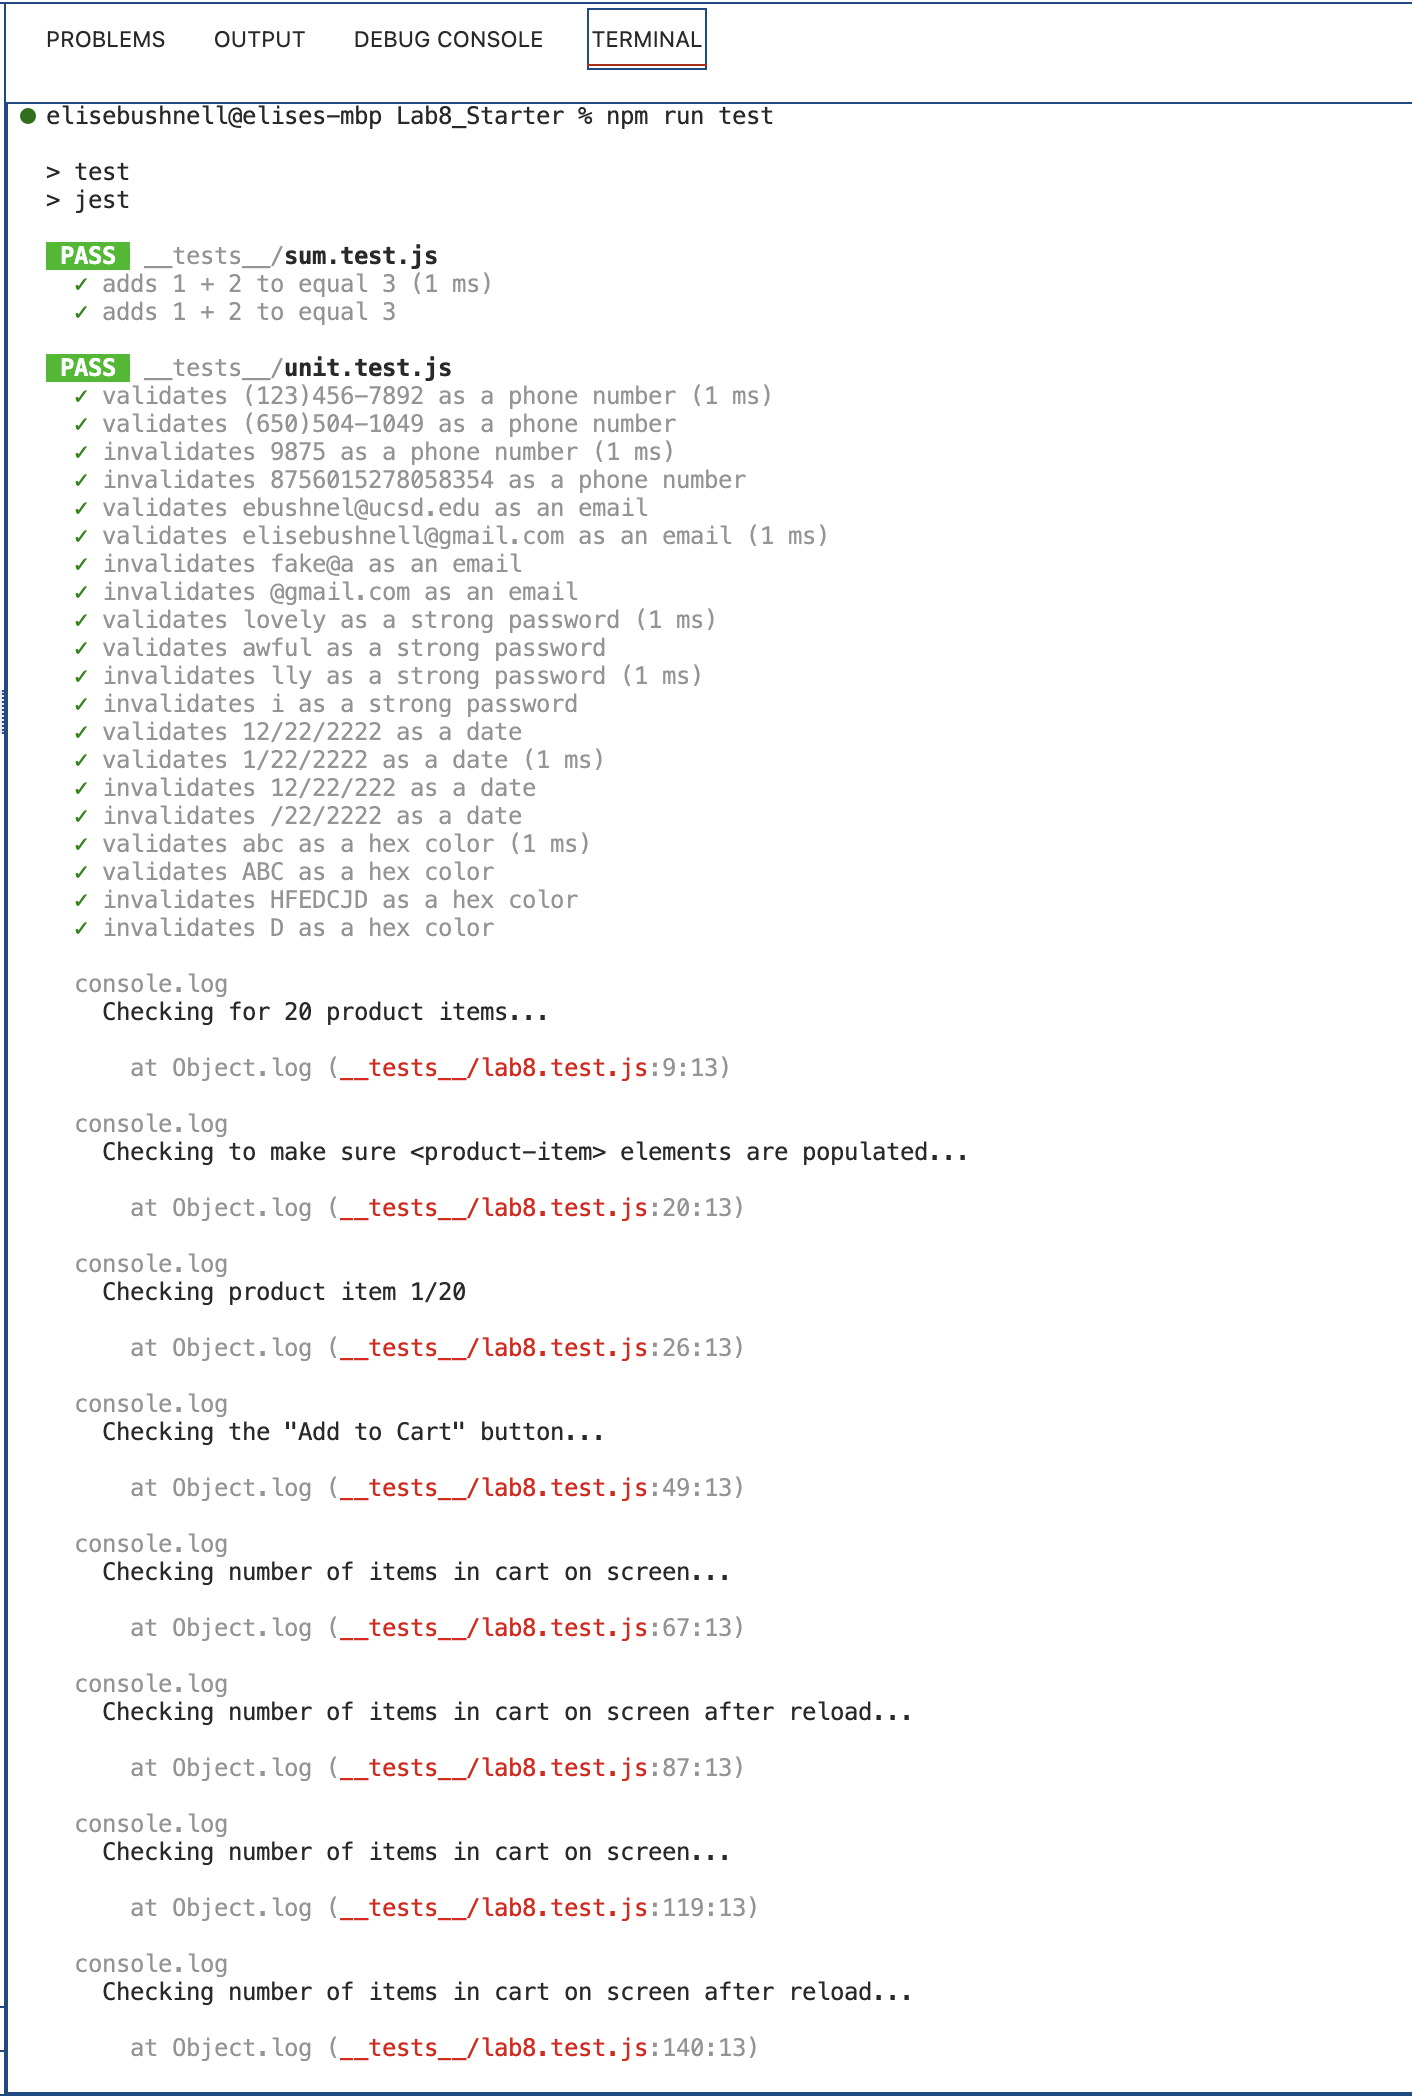 PROBLEMS OUTPUT DEBUG CONSOLE TERMINAL
elisebushnell@elises-mbp Lab8_Starter % npm run test
> test
> jest
PASS __tests__/sum.test.js
✓ adds 1 + 2 to equal 3 (1 ms)
✓ adds 1 + 2 to equal 3
PASS __tests__/unit.test.js
✓ validates (123)456-7892 as a phone number (1 ms)
✓ validates (650)504-1049 as a phone number
✓ invalidates 9875 as a phone number (1 ms)
✓ invalidates 8756015278058354 as a phone number
✓ validates ebushnel@ucsd.edu as an email
✓ validates elisebushnell@gmail.com as an email (1 ms)
✓ invalidates fake@a as an email
✓ invalidates @gmail.com as an email
✓ validates lovely as a strong password (1 ms)
✓ validates awful as a strong password
✓ invalidates lly as a strong password (1 ms)
✓ invalidates i as a strong password
✓ validates 12/22/2222 as a date
✓ validates 1/22/2222 as a date (1 ms)
✓ invalidates 12/22/222 as a date
✓ invalidates /22/2222 as a date
✓ validates abc as a hex color (1 ms)
✓ validates ABC as a hex color
✓ invalidates HFEDCJD as a hex color
✓ invalidates D as a hex color
console.log
Checking for 20 product items...
at Object.log (__tests__/lab8.test.js:9:13)
console.log
Checking to make sure <product-item> elements are populated...
at Object.log (__tests__/lab8.test.js:20:13)
console.log
Checking product item 1/20
at Object.log (__tests__/lab8.test.js:26:13)
console.log
Checking the "Add to Cart" button...
at Object.log (__tests__/lab8.test.js:49:13)
console.log
Checking number of items in cart on screen...
at Object.log (__tests__/lab8.test.js:67:13)
console.log
Checking number of items in cart on screen after reload...
at Object.log (__tests__/lab8.test.js:87:13)
console.log
Checking number of items in cart on screen...
at Object.log (__tests__/lab8.test.js:119:13)
console.log
Checking number of items in cart on screen after reload...
at Object.log (__tests__/lab8.test.js:140:13)